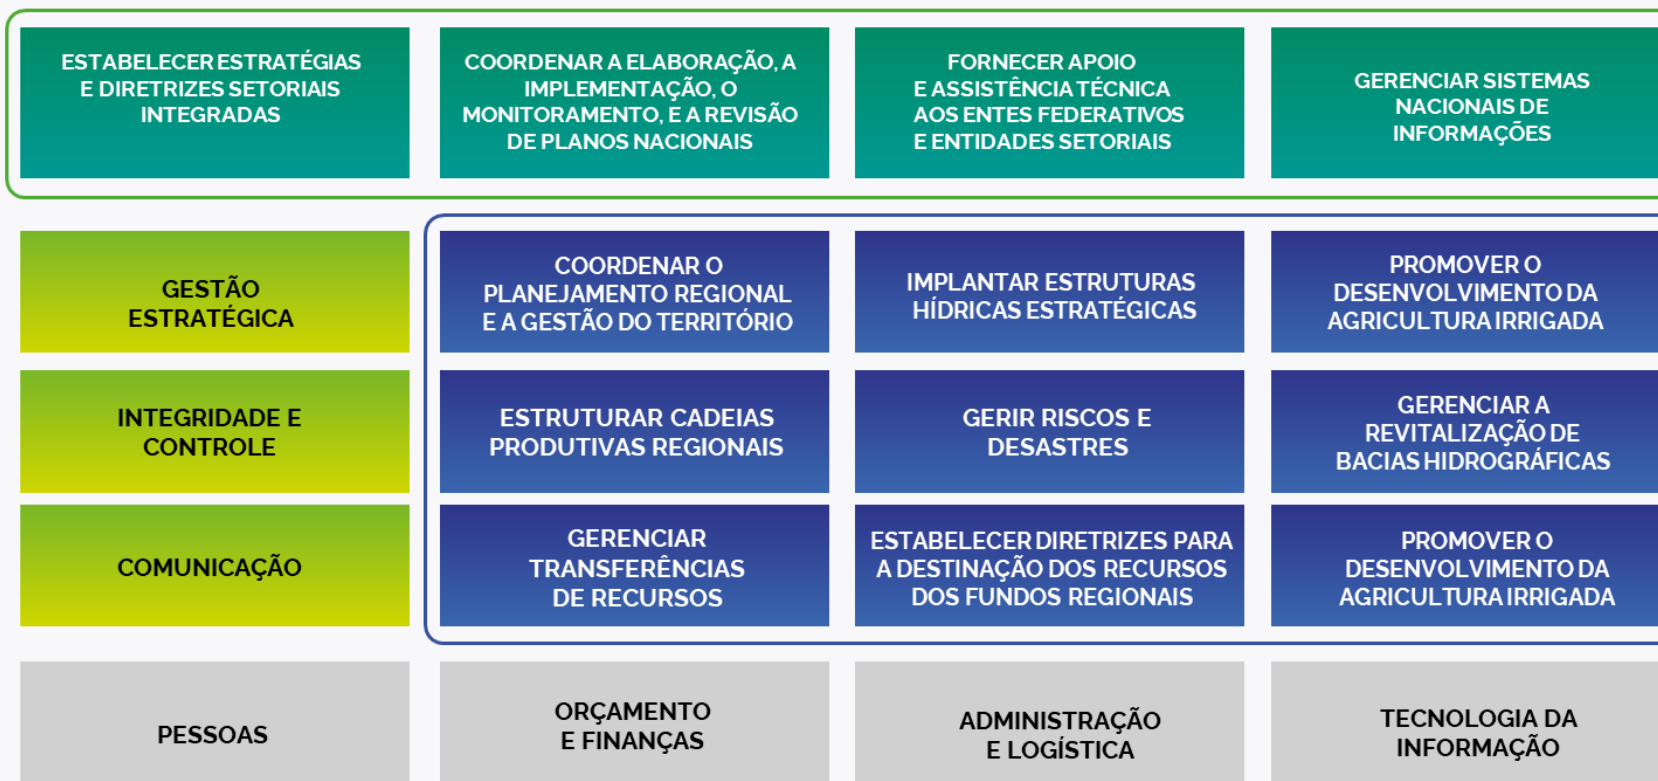 ESTABELECER ESTRATÉGIAS
E DIRETRIZES SETORIAIS
INTEGRADAS
COORDENAR A ELABORAÇÃO, A
IMPLEMENTAÇÃO, O
MONITORAMENTO, E A REVISÃO
DE PLANOS NACIONAIS
FORNECER APOIO
E ASSISTÊNCIA TÉCNICA
AOS ENTES FEDERATIVOS
E ENTIDADES SETORIAIS
GERENCIAR SISTEMAS
NACIONAIS DE
INFORMAÇÕES
GESTÃO
ESTRATÉGICA
COORDENAR O
PLANEJAMENTO REGIONAL
E A GESTÃO DO TERRITÓRIO
IMPLANTAR ESTRUTURAS
HÍDRICAS ESTRATÉGICAS
PROMOVER O
DESENVOLVIMENTO DA
AGRICULTURA IRRIGADA
INTEGRIDADE E
CONTROLE
ESTRUTURAR CADEIAS
PRODUTIVAS REGIONAIS
GERIR RISCOS E
DESASTRES
GERENCIAR A
REVITALIZAÇÃO DE
BACIAS HIDROGRÁFICAS
COMUNICAÇÃO
GERENCIAR
TRANSFERÊNCIAS
DE RECURSOS
ESTABELECER DIRETRIZES PARA
A DESTINAÇÃO DOS RECURSOS
DOS FUNDOS REGIONAIS
PROMOVER O
DESENVOLVIMENTO DA
AGRICULTURA IRRIGADA
PESSOAS
ORÇAMENTO
E FINANÇAS
ADMINISTRAÇÃO
E LOGÍSTICA
TECNOLOGIA DA
INFORMAÇÃO